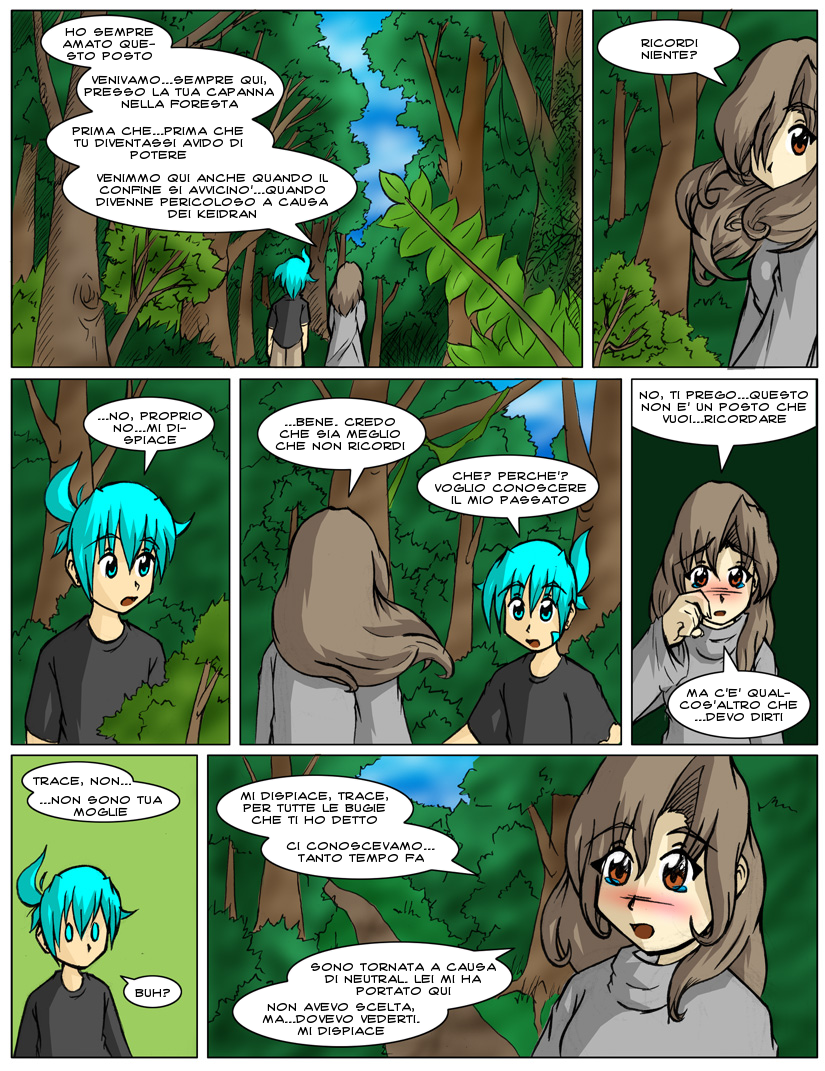 HO SEMPRE
AMATO QUE-
STO POSTO
VENIVAMO...SEMPRE QUI,
PRESSO LA TUA CAPANNA
NELLA FORESTA
PRIMA CHE...PRIMA CHE
TU DIVENTASSI AVIDO DI
POTERE
VENIMMO QUI ANCHE QUANDO IL
CONFINE SI AVVICINO'...QUANDO
DIVENNE PERICOLOSO A CAUSA
DEI KEIDRAN
RICORDI
NIENTE?
...NO, PROPRIO
NO...MI DI-
SPIACE
...BENE. CREDO
CHE SIA MEGLIO
CHE NON RICORDI
CHE? PERCHE'?
VOGLIO CONOSCERE
IL MIO PASSATO
NO, TI PREGO...QUESTO
NON E' UN POSTO CHE
VUOI...RICORDARE
MA C'E' QUAL-
COS'ALTRO CHE
...DEVO DIRTI
TRACE, NON...
...NON SONO TUA
MOGLIE
BUH?
MI DISPIACE, TRACE,
PER TUTTE LE BUGIE
CHE TI HO DETTO
CI CONOSCEVAMO...
TANTO TEMPO FA
SONO TORNATA A CAUSA
DI NEUTRAL. LEI MI HA
PORTATO QUI
NON AVEVO SCELTA,
MA...DOVEVO VEDERTI.
MI DISPIACE